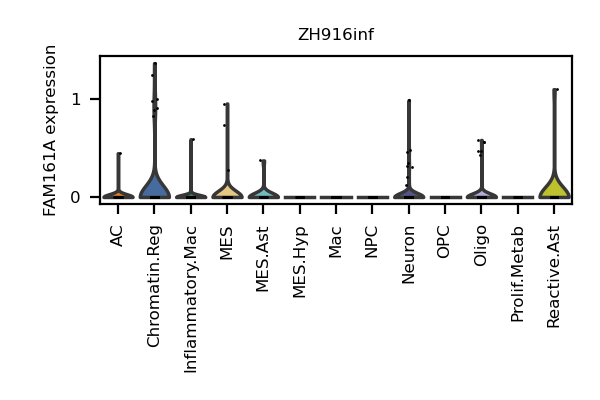 ZH916inf
FAM161A expression
1
0
AC
Chromatin.Reg
Inflammatory.Mac
MES
MES.Ast
MES.Hyp
Mac
NPC
Neuron
OPC
Oligo
Prolif.Metab
Reactive.Ast